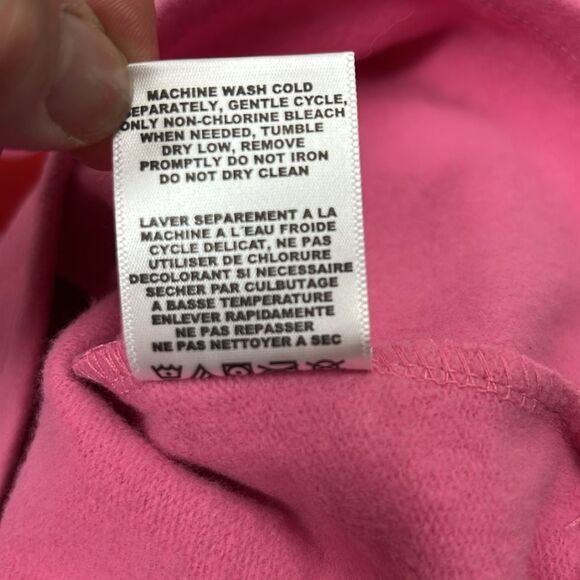 MACHINE WASH COLD
SEPARATELY, GENTLE CYCLE,
ONLY NON-CHLORINE BLEACH
WHEN NEEDED, TUMBLE
DRY LOW, REMOVE
PROMPTLY DO NOT IRON
DO NOT DRY CLEAN
LAVER SEPAREMENT A LA
MACHINE A L´EAU FROIDE
CYCLE DELICAT, NE PAS
UTILISER DE CHLORURE
DECOLORANT SI NECESSAIRE
SECHER PAR CULBUTAGE
A BASSE TEMPERATURE
ENLEVER RAPIDAMENTE
NE PAS REPASSER
NE PAS NETTOYER A SEC